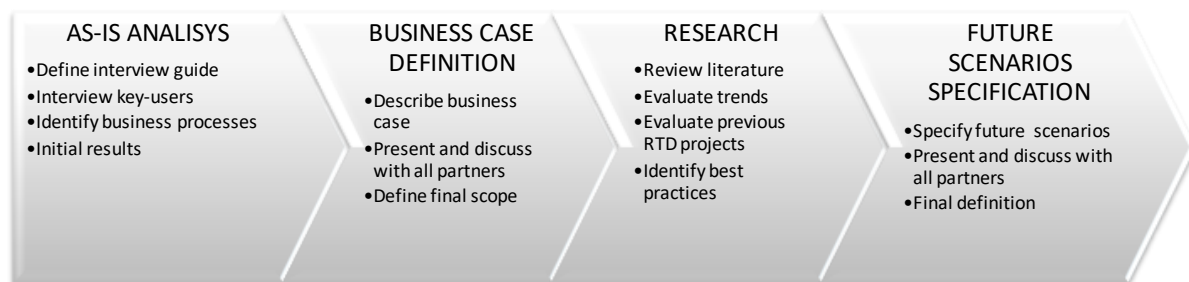 AS-IS ANALISYS
•Define interview guide
•Interview key-users
•Identify business processes
•Initial results
BUSINESS CASE
DEFINITION
•Describe business
case
•Present and discuss
with all partners
•Define final scope
RESEARCH
•Review literature
•Evaluate trends
•Evaluate previous
RTD projects
•Identify best
practices
FUTURE
SCENARIOS
SPECIFICATION
•Specify future scenarios
•Present and discuss with
all partners
•Final definition